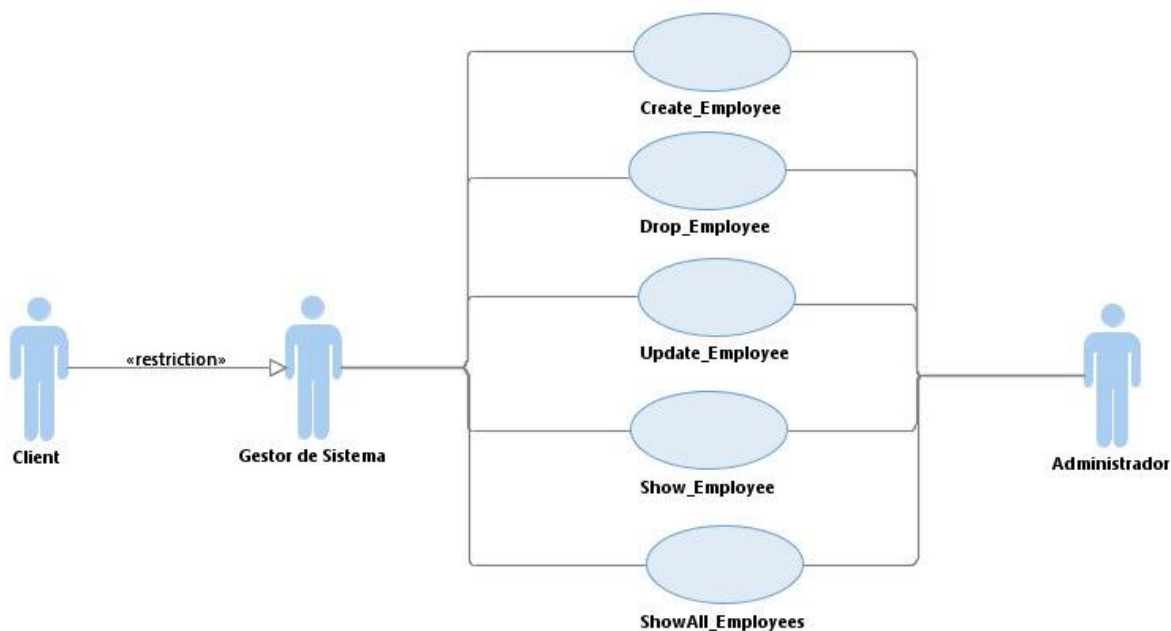 Create_Employee
Drop_Employee
Update_Employee
«restriction»
Client
Gestor de Sistema
Administrador
Show_Employee
ShowAll_Employees